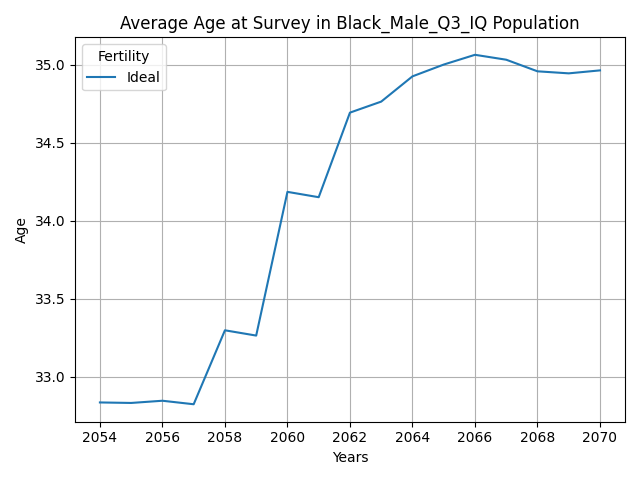 Average Age at Survey in Black_Male_Q3_IQ Population
Fertility
Ideal
35.0
34.5
34.0
33.5
33.0
Age
2054 2056 2058 2060 2062 2064 2066 2068 2070
Years